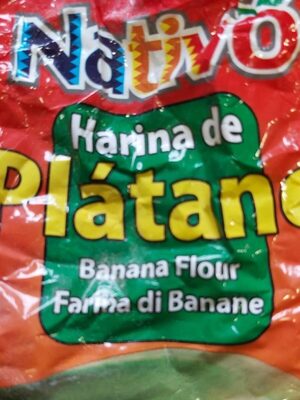 Nativo
Harina de
Plátano
Banana Flour
Farina di Banane